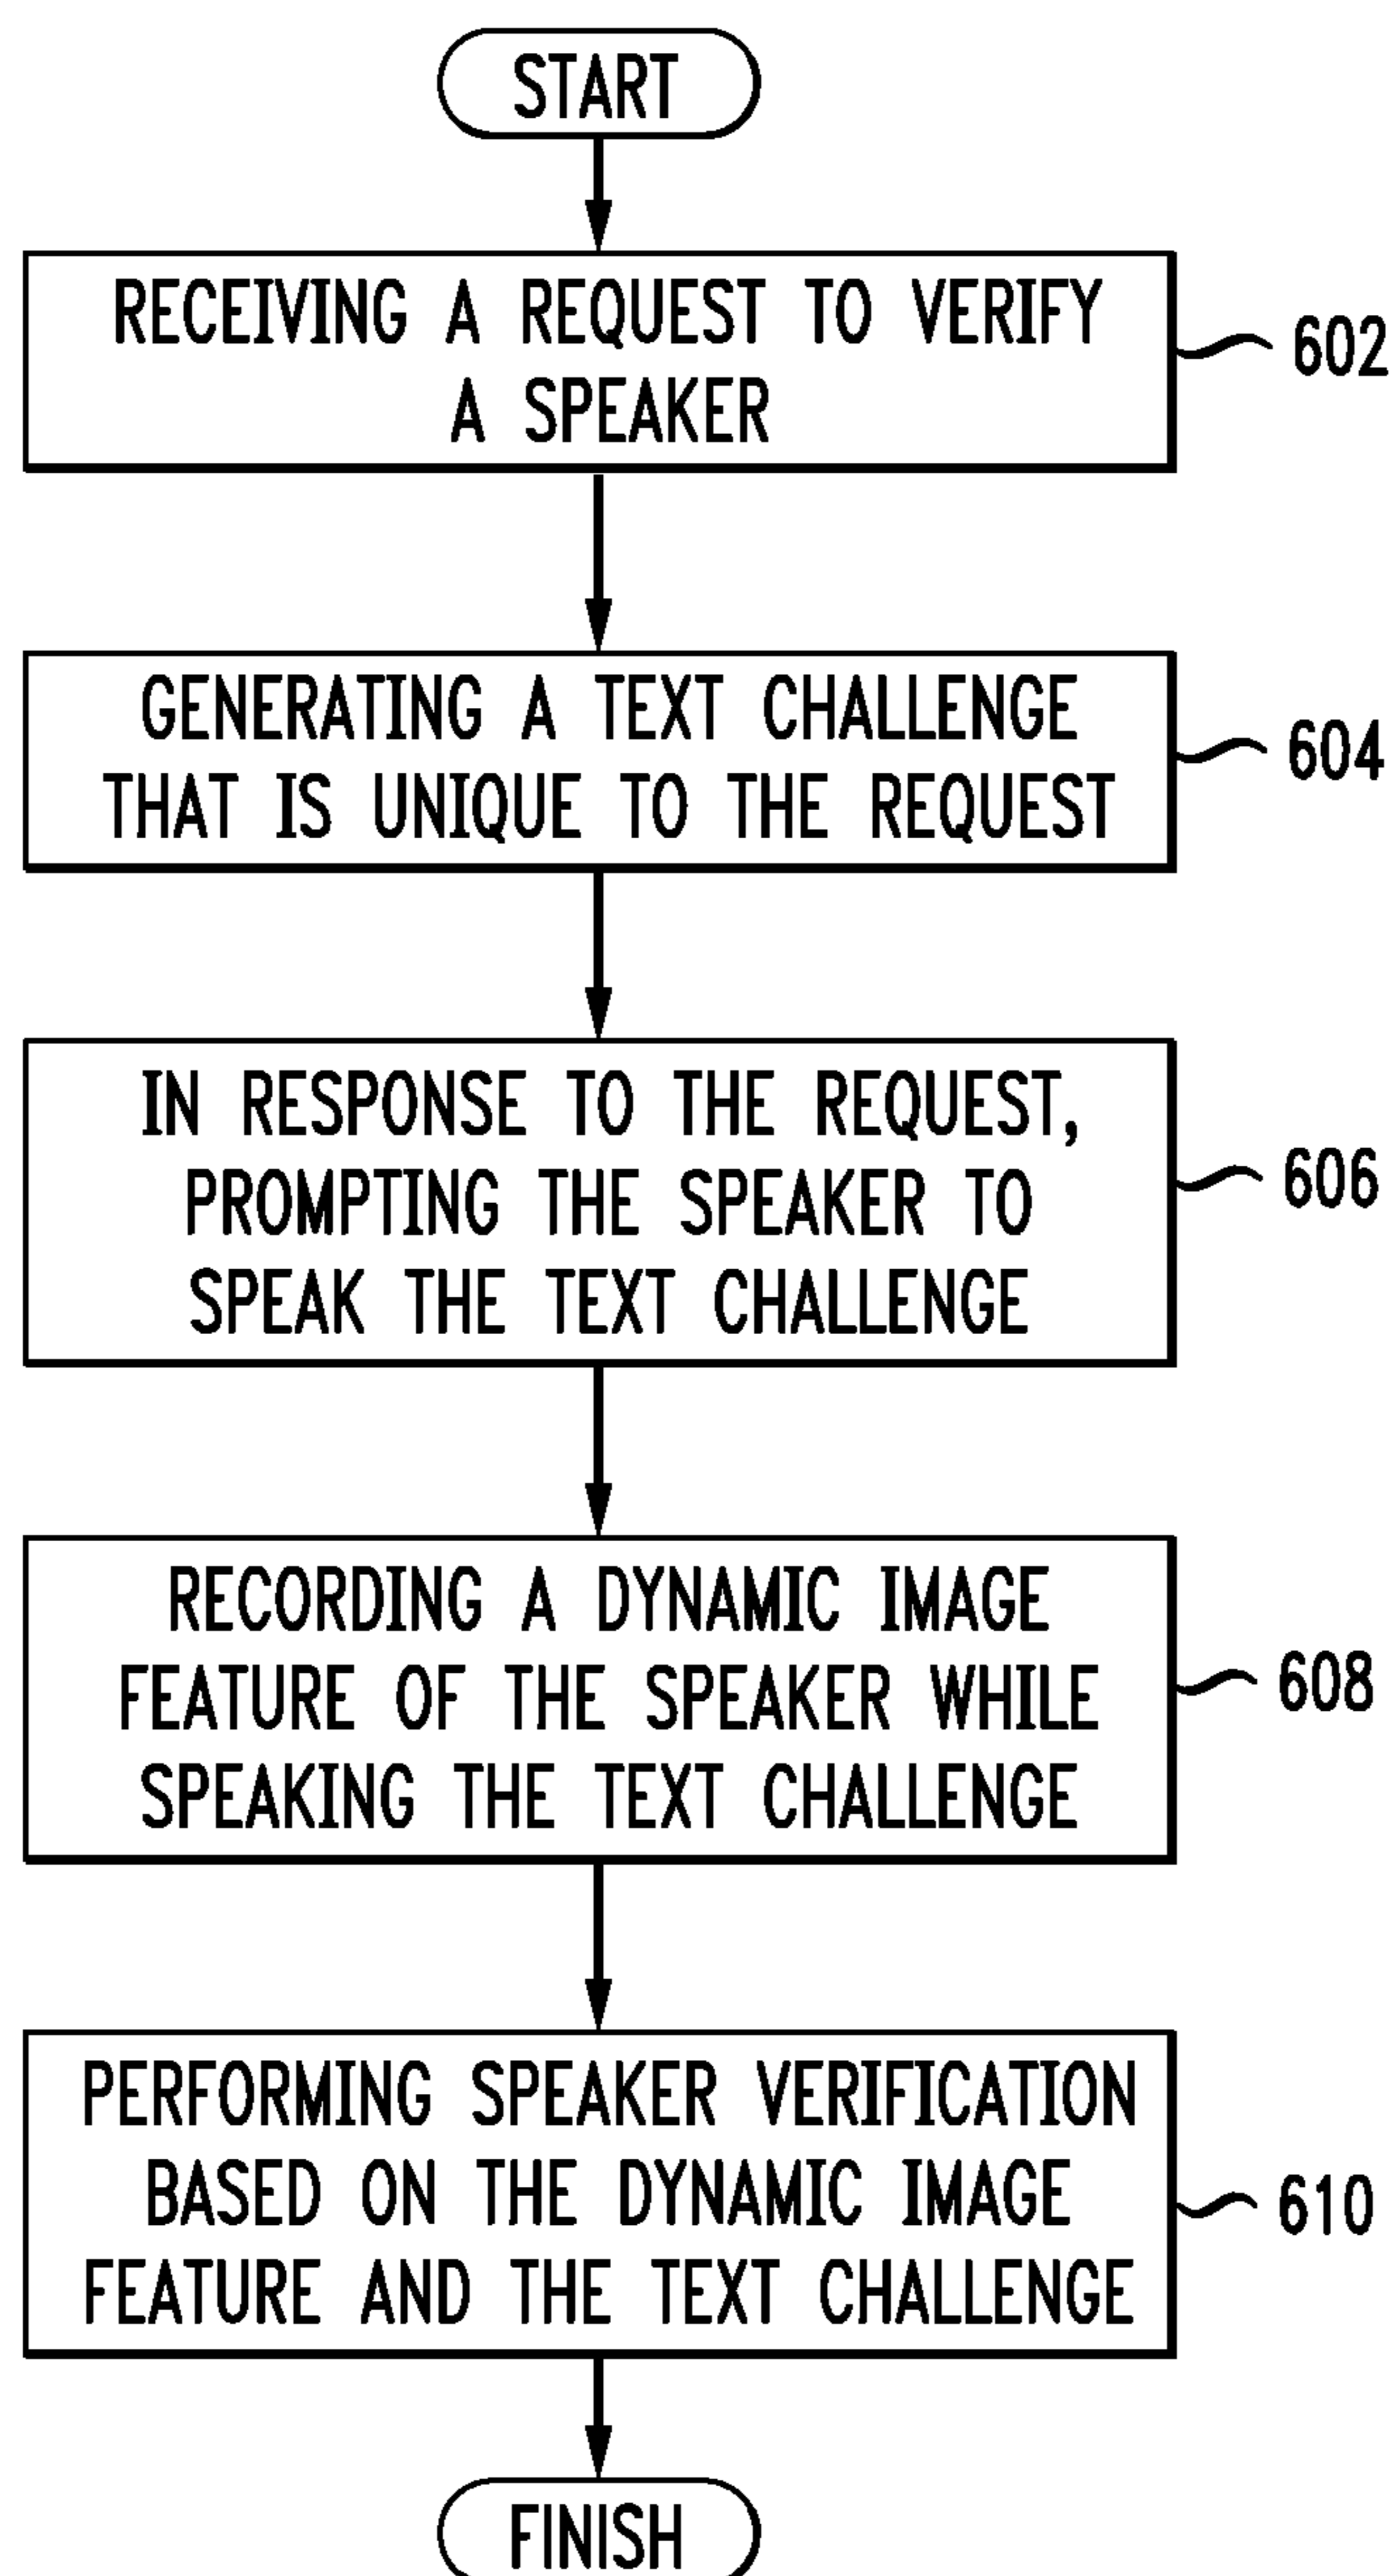 START
RECEIVING A REQUEST TO VERIFY
A SPEAKER
602
GENERATING A TEXT CHALLENGE
THAT IS UNIQUE TO THE REQUEST
604
IN RESPONSE TO THE REQUEST,
PROMPTING THE SPEAKER TO
SPEAK THE TEXT CHALLENGE
606
RECORDING A DYNAMIC IMAGE
FEATURE OF THE SPEAKER WHILE
SPEAKING THE TEXT CHALLENGE
608
PERFORMING SPEAKER VERIFICATION
BASED ON THE DYNAMIC IMAGE
FEATURE AND THE TEXT CHALLENGE
610
FINISH